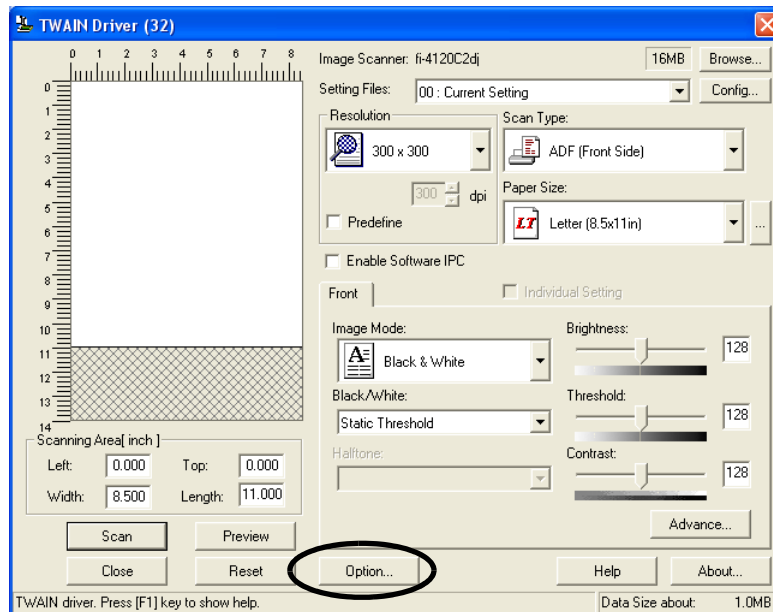 TWAIN Driver (32)
0 1 2 3 4 5 6 7 8
0
1
2
3
4
5
6
7
8
9
10
11
12
13
14
Image Scanner: fi-4120C2dj
16MB
Browse...
Setting Files:
00 : Current Setting
Config...
Resolution
300 x 300
300
dpi
Predefine
Scan Type:
ADF (Front Side)
Paper Size:
LT
Letter (8.5x11in)
...
Enable Software IPC
Front
Individual Setting
Image Mode:
A
Black & White
Black/White:
Static Threshold
Halftone:
Brightness:
128
Threshold:
128
Contrast:
128
Advance...
Scanning Area[ inch ]
Left: 0.000 Top: 0.000
Width: 8.500 Length: 11.000
Scan Preview
Close Reset Option... Help About...
TWAIN driver. Press [F1] key to show help.
Data Size about: 1.0MB